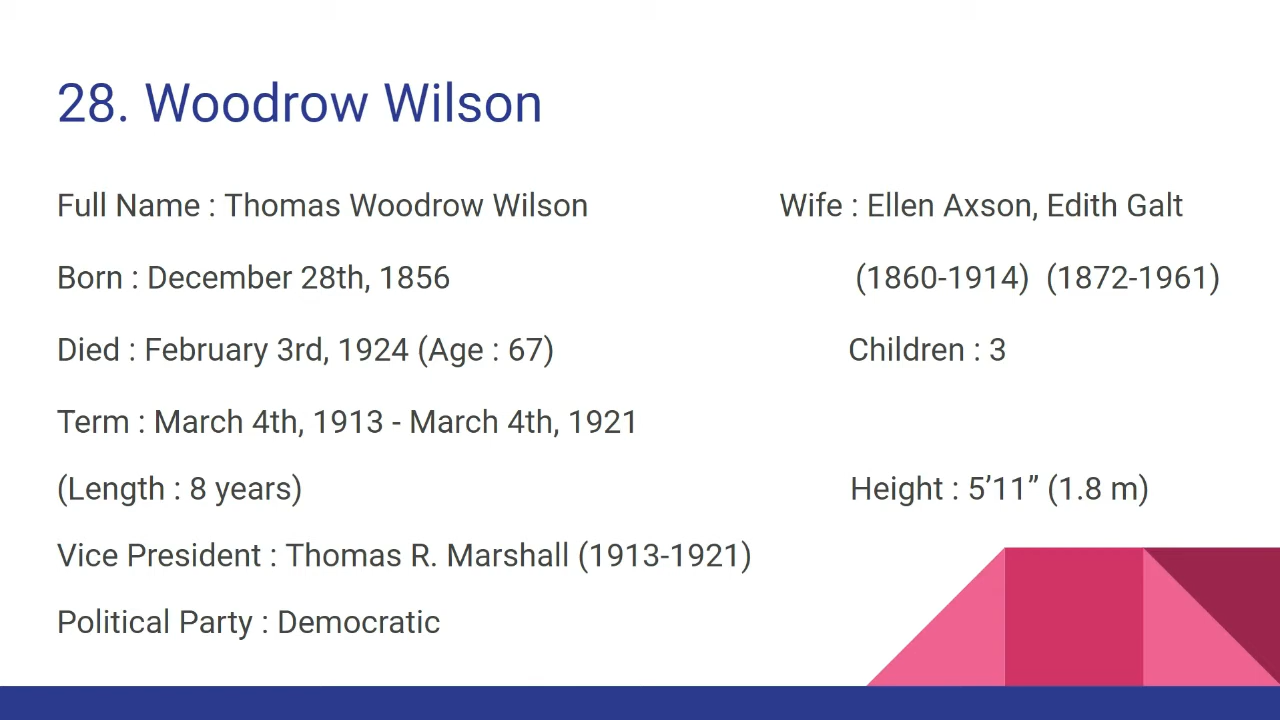 28. Woodrow Wilson
Full Name : Thomas Woodrow Wilson
Born : December 28th, 1856
Died : February 3rd, 1924 (Age : 67)
Term : March 4th, 1913 - March 4th, 1921
(Length : 8 years)
Vice President : Thomas R. Marshall (1913-1921)
Political Party : Democratic
Wife : Ellen Axson, Edith Galt
(1860-1914) (1872-1961)
Children : 3
Height : 5’11” (1.8 m)